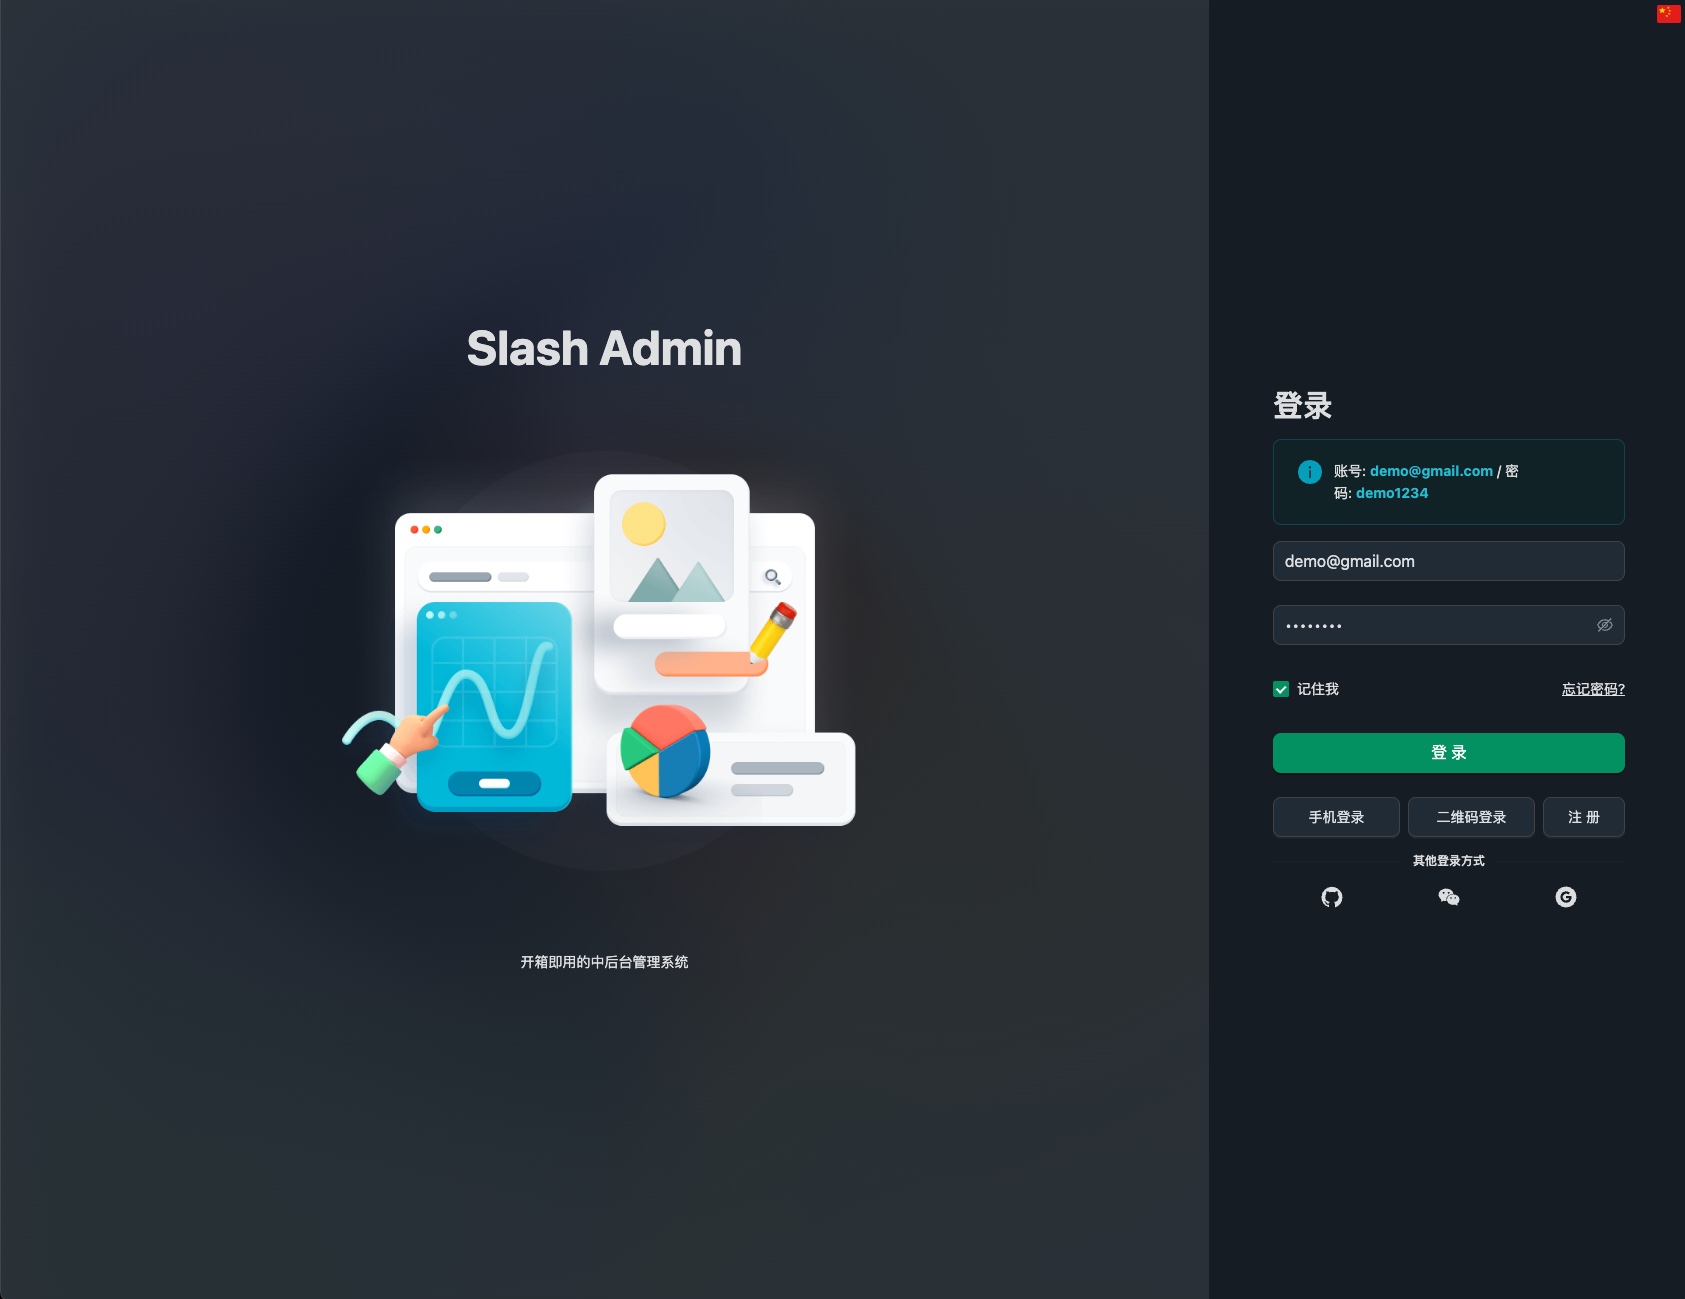 Slash Admin
开箱即用的中后台管理系统
登录
账号: demo@gmail.com / 密
码: demo1234
demo@gmail.com
••••••••
记住我
忘记密码?
登 录
手机登录
二维码登录
注 册
其他登录方式